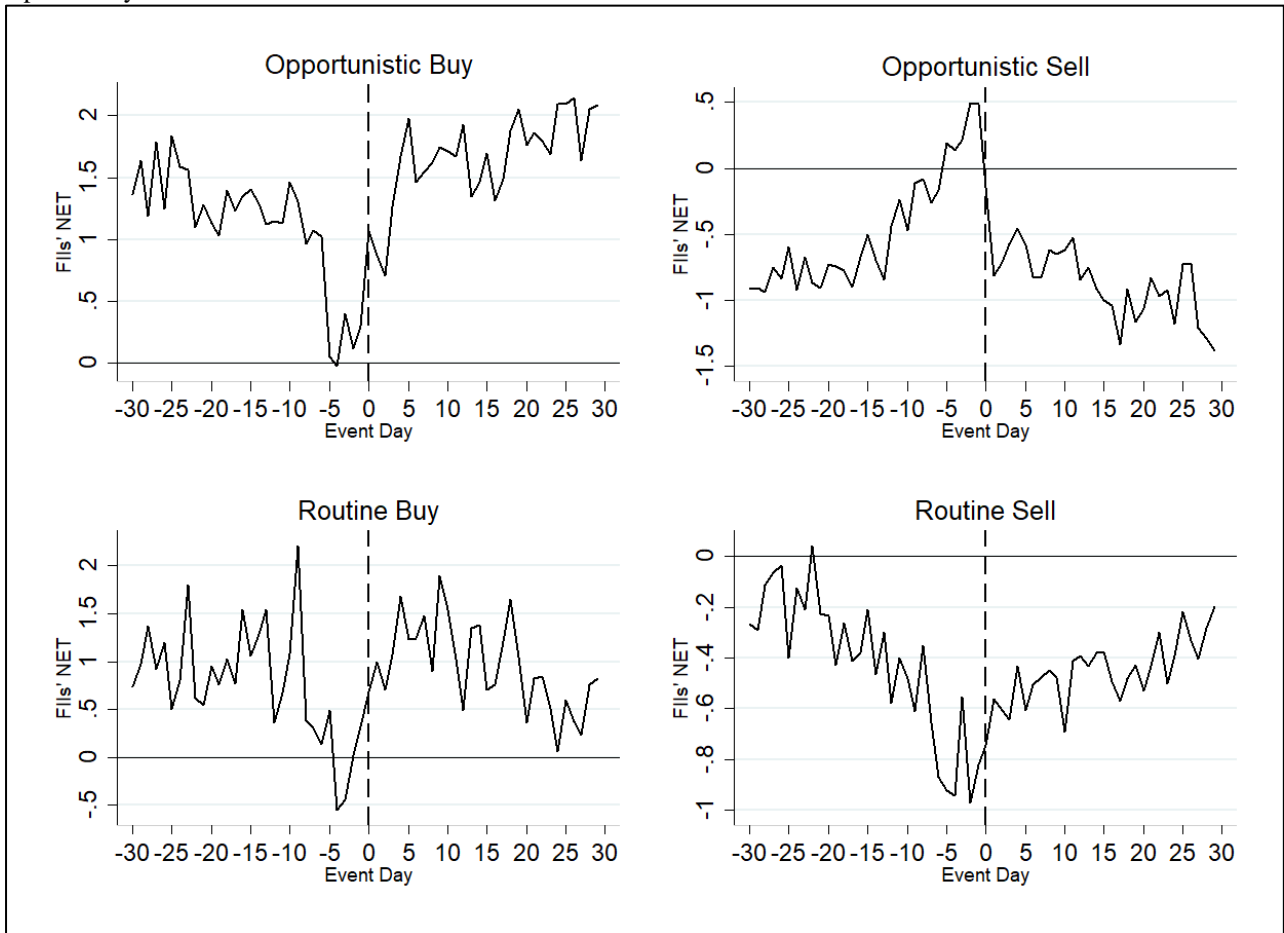 Opportunistic Buy
FIIs' NET
0 .5 1 1.5 2
-30 -25 -20 -15 -10 -5 0 5 10 15 20 25 30
Event Day
Opportunistic Sell
FIIs' NET
-1.5 -1 -.5 0 .5
-30 -25 -20 -15 -10 -5 0 5 10 15 20 25 30
Event Day
Routine Buy
FIIs' NET
-.5 0 .5 1 1.5 2
-30 -25 -20 -15 -10 -5 0 5 10 15 20 25 30
Event Day
Routine Sell
FIIs' NET
-1 -.8 -.6 -.4 -.2 0
-30 -25 -20 -15 -10 -5 0 5 10 15 20 25 30
Event Day